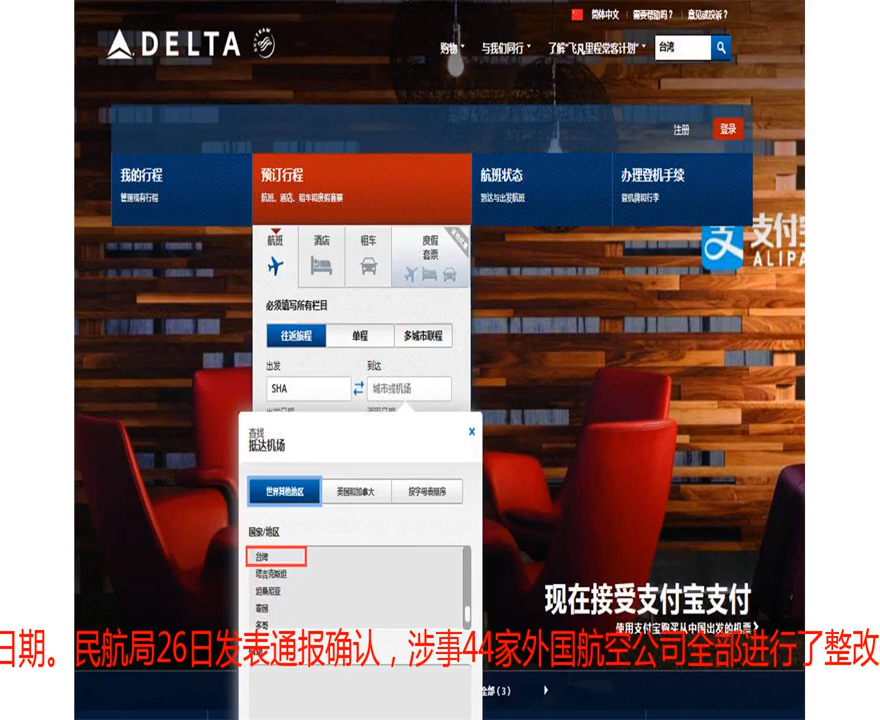 简体中文
需要帮助吗？
意见或投诉？
DELTA
购物
与我们同行
了解"飞凡里程常客计划"
台湾
注册
登录
我的行程
管理现有行程
预订行程
航班、酒店、租车和度假套票
航班状态
到达与出发航班
办理登机手续
登机牌和行李
航班
酒店
租车
度假
套票
支付宝
ALIPA
必须填写所有栏目
往返旅程
单程
多城市联程
出发
到达
SHA
城市或机场
查找
抵达机场
x
世界其他地区
美国和加拿大
按字母表顺序
国家/地区
台湾
塔吉克斯坦
坦桑尼亚
泰国
多哥
现在接受支付宝支付
使用支付宝购买从中国出发的机票
日期。民航局26日发表通报确认，涉事44家外国航空公司全部进行了整改
全部 (3)